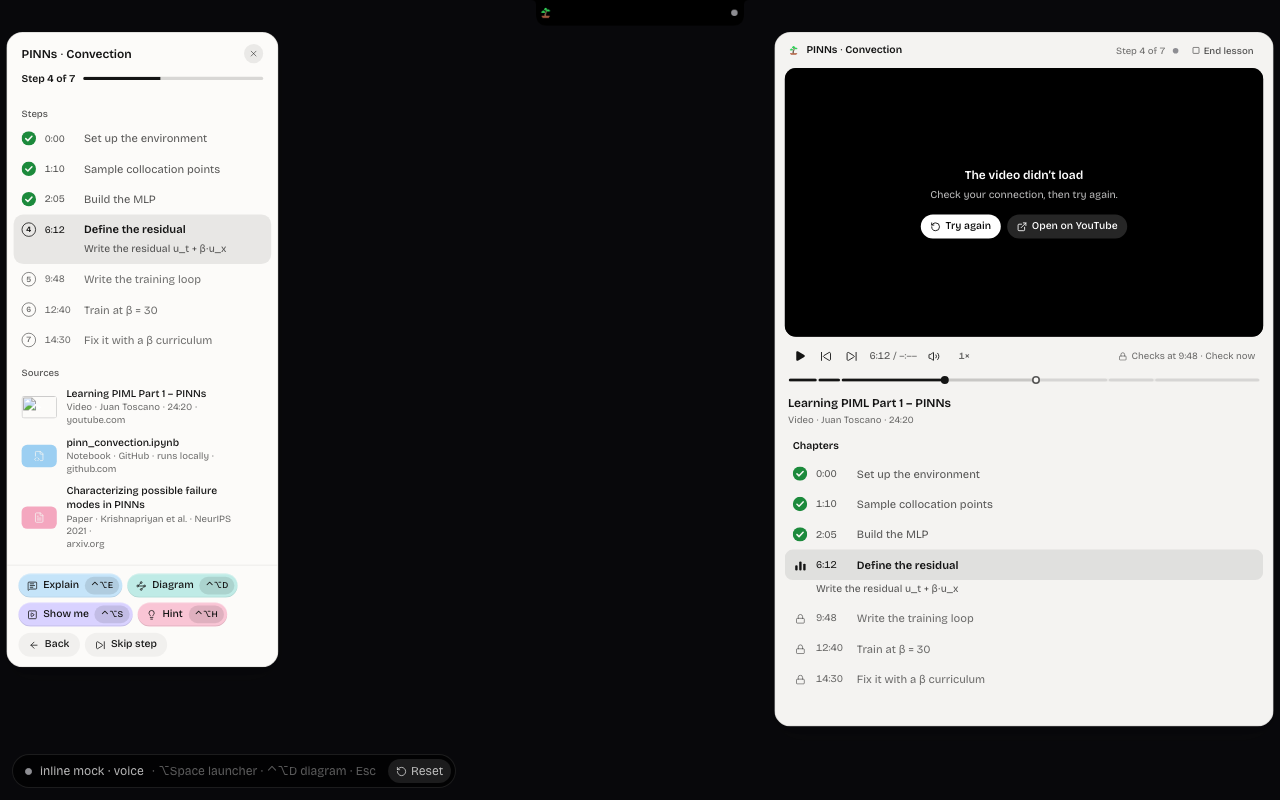 PINNs · Convection
Step 4 of 7
Steps
0:00 Set up the environment
1:10 Sample collocation points
2:05 Build the MLP
4 6:12 Define the residual
Write the residual u_t + β·u_x
5 9:48 Write the training loop
6 12:40 Train at β = 30
7 14:30 Fix it with a β curriculum
Sources
Learning PIML Part 1 – PINNs
Video · Juan Toscano · 24:20 ·
youtube.com
pinn_convection.ipynb
Notebook · GitHub · runs locally ·
github.com
Characterizing possible failure
modes in PINNs
Paper · Krishnapriyan et al. · NeurIPS
2021 ·
arxiv.org
Explain ^⌥E Diagram ^⌥D
Show me ^⌥S Hint ^⌥H
Back Skip step
PINNs · Convection Step 4 of 7 End lesson
The video didn't load
Check your connection, then try again.
Try again Open on YouTube
6:12 / –:–– 1× Checks at 9:48 · Check now
Learning PIML Part 1 – PINNs
Video · Juan Toscano · 24:20
Chapters
0:00 Set up the environment
1:10 Sample collocation points
2:05 Build the MLP
6:12 Define the residual
Write the residual u_t + β·u_x
9:48 Write the training loop
12:40 Train at β = 30
14:30 Fix it with a β curriculum
inline mock · voice · ⌥Space launcher · ^⌥D diagram · Esc Reset